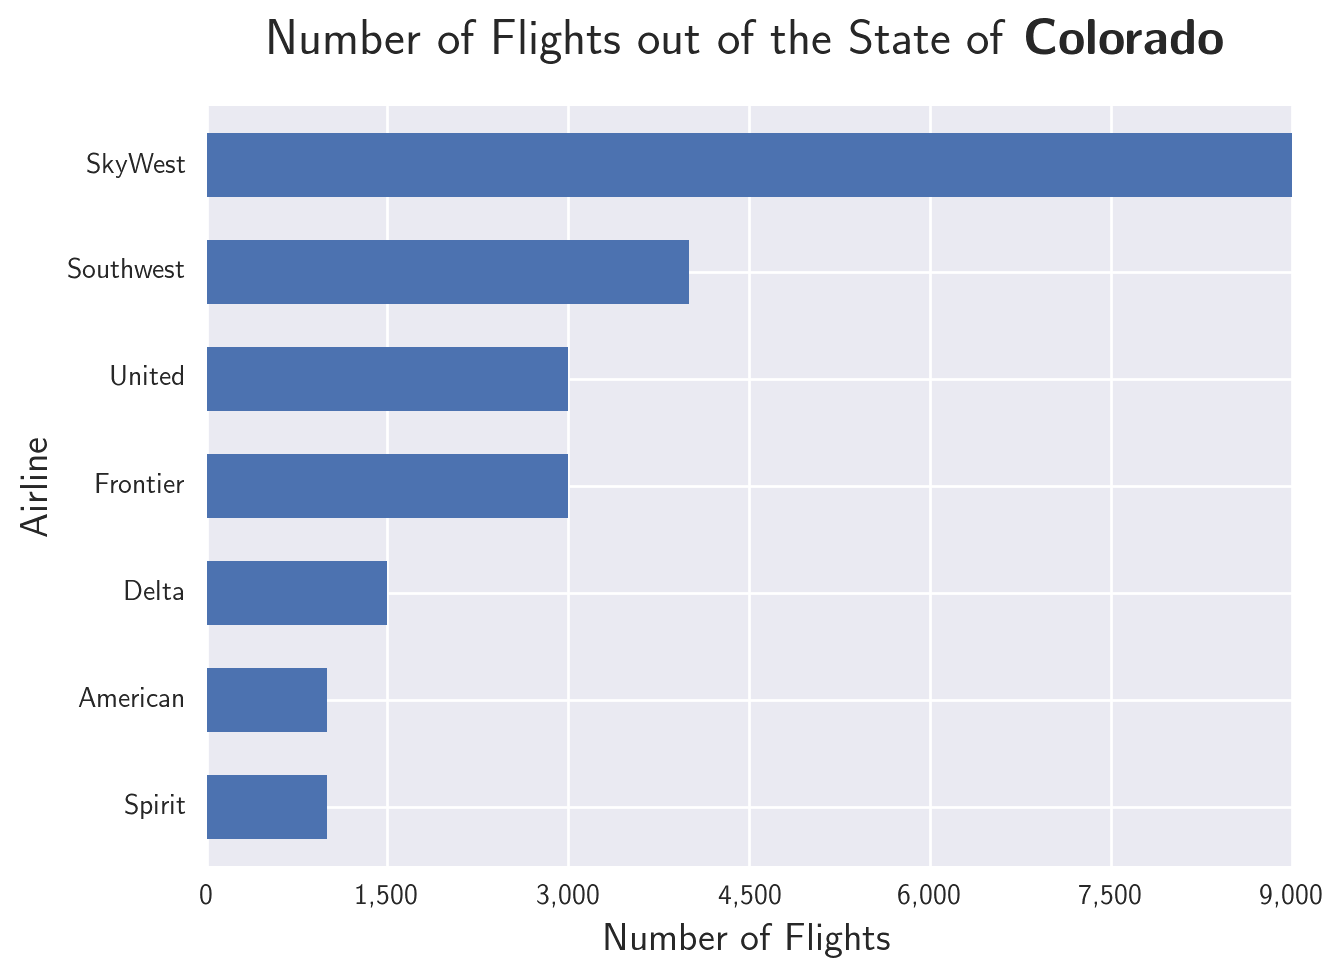 Number of Flights out of the State of Colorado
SkyWest
Southwest
United
Frontier
Delta
American
Spirit
Airline
0 1,500 3,000 4,500 6,000 7,500 9,000
Number of Flights